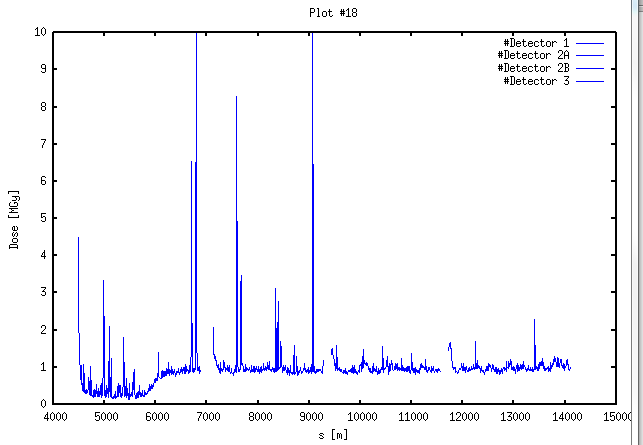 Plot #18
#Detector 1
#Detector 2A
#Detector 2B
#Detector 3
10
9
8
7
6
5
4
3
2
1
0
Dose [MGy]
4000 5000 6000 7000 8000 9000 10000 11000 12000 13000 14000 15000
s [m]